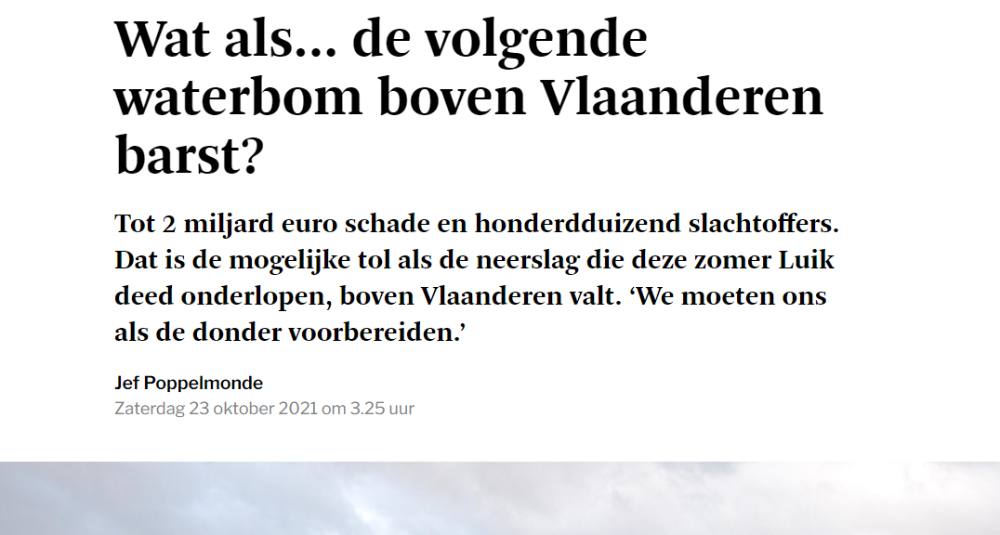 Wat als... de volgende
waterbom boven Vlaanderen
barst?
Tot 2 miljard euro schade en honderdduizend slachtoffers.
Dat is de mogelijke tol als de neerslag die deze zomer Luik
deed onderlopen, boven Vlaanderen valt. ‘We moeten ons
als de donder voorbereiden.’
Jef Poppelmonde
Zaterdag 23 oktober 2021 om 3.25 uur